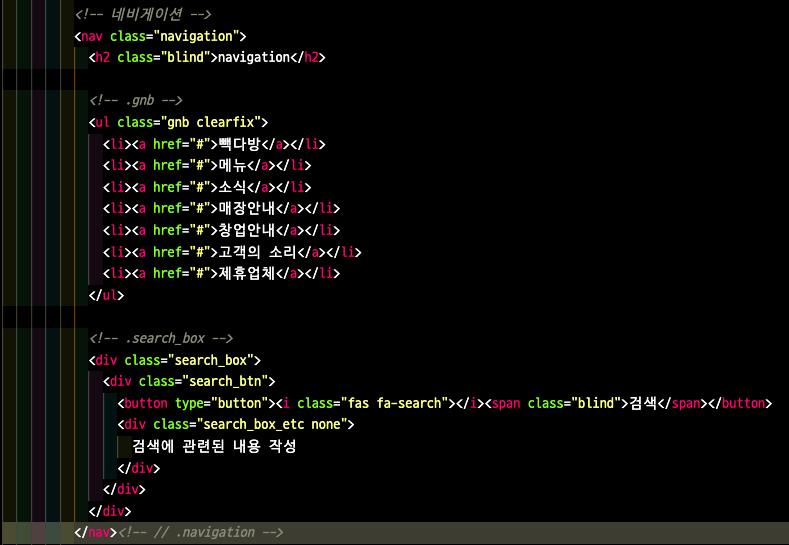 <!-- 네비게이션 -->
<nav class="navigation">
<h2 class="blind">navigation</h2>
<!-- .gnb -->
<ul class="gnb clearfix">
<li><a href="#">빽다방</a></li>
<li><a href="#">메뉴</a></li>
<li><a href="#">소식</a></li>
<li><a href="#">매장안내</a></li>
<li><a href="#">창업안내</a></li>
<li><a href="#">고객의 소리</a></li>
<li><a href="#">제휴업체</a></li>
</ul>
<!-- .search_box -->
<div class="search_box">
<div class="search_btn">
<button type="button"><i class="fas fa-search"></i><span class="blind">검색</span></button>
<div class="search_box_etc none">
검색에 관련된 내용 작성
</div>
</div>
</div>
</nav><!-- // .navigation -->